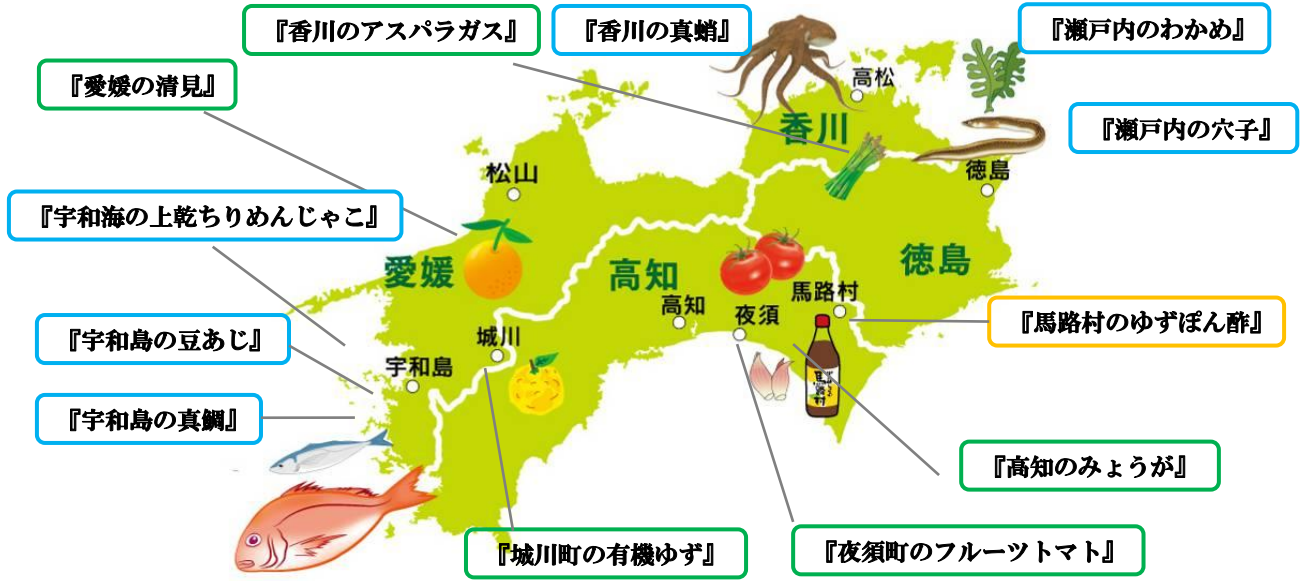 『香川のアスパラガス』
『香川の真蛸』
『瀬戸内のわかめ』
『愛媛の清見』
高松
香川
『瀬戸内の穴子』
松山
徳島
『宇和海の上乾ちりめんじゃこ』
愛媛
高知
徳島
馬路村
高知
夜須
『馬路村のゆずぽん酢』
『宇和島の豆あじ』
城川
宇和島
馬路村
『宇和島の真鯛』
『高知のみょうが』
『城川町の有機ゆず』
『夜須町のフルーツトマト』